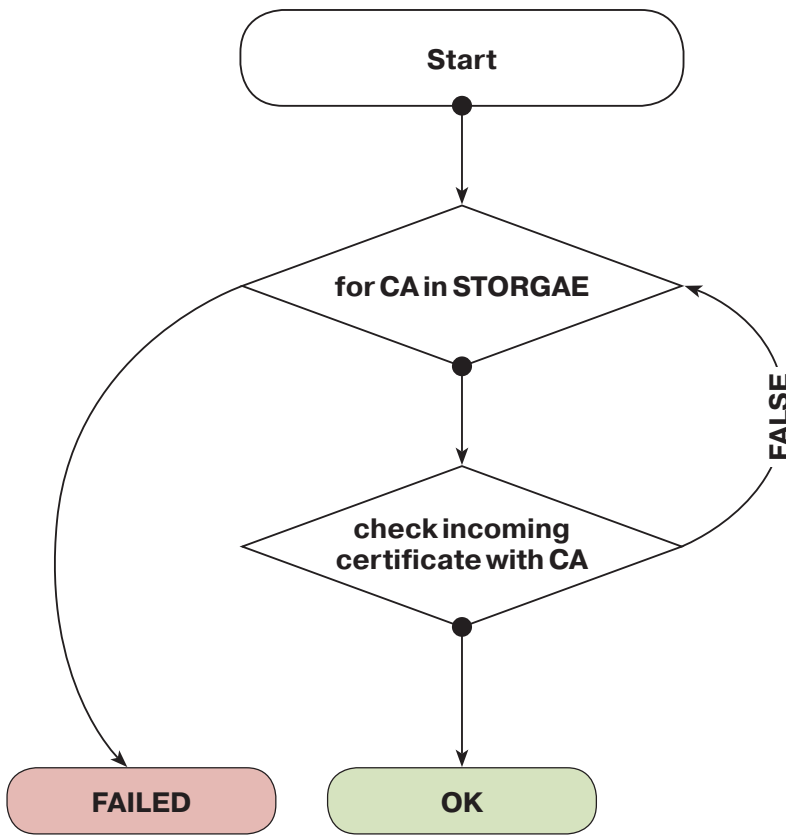 Start
for CA in STORGAE
FALSE
check incoming
certificate with CA
FAILED
OK